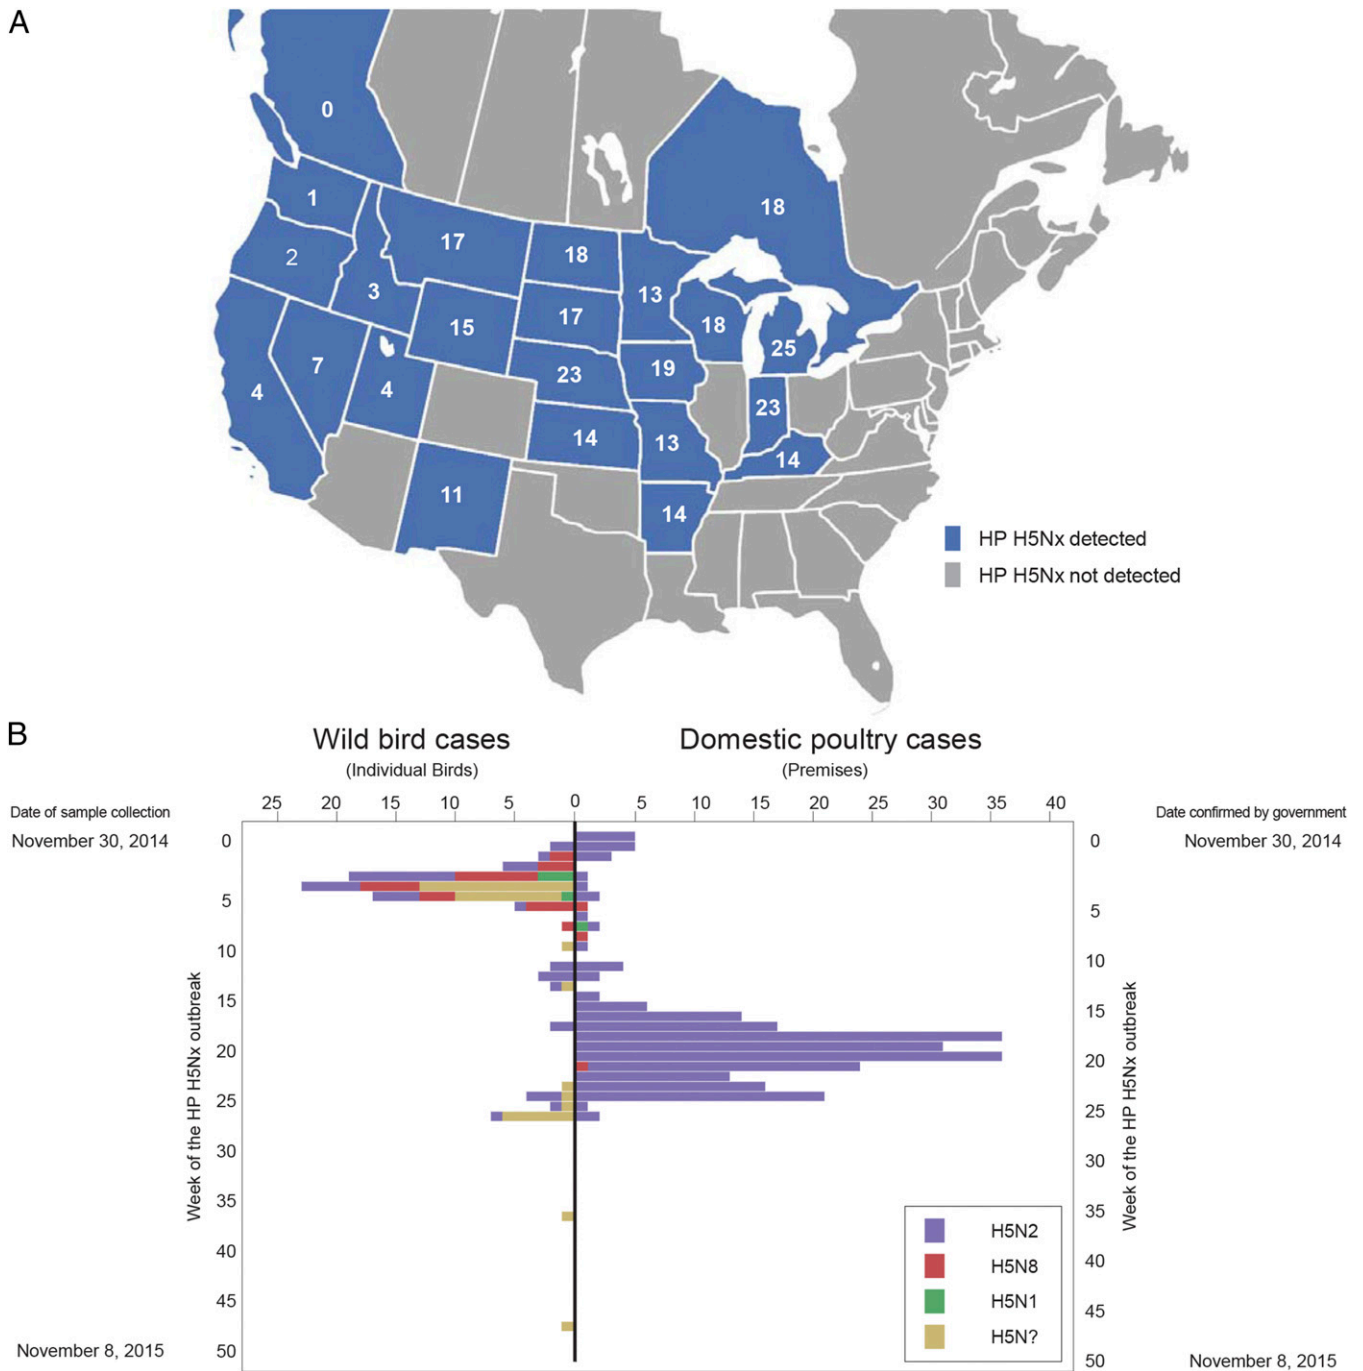 A
0
1
18
17
2
18
3
13
15
17
18
25
7
19
4
4
23
23
14
13
14
11
14
HP H5Nx detected
HP H5Nx not detected
B
Wild bird cases
(Individual Birds)
Domestic poultry cases
(Premises)
Date of sample collection
25 20 15 10 5 0 5 10 15 20 25 30 35 40
Date confirmed by government
November 30, 2014
November 30, 2014
Week of the HP H5Nx outbreak
0
5
10
15
20
25
30
35
40
45
50
0
5
10
15
20
25
30
35
40
45
50
Week of the HP H5Nx outbreak
H5N2
H5N8
H5N1
H5N?
November 8, 2015
November 8, 2015